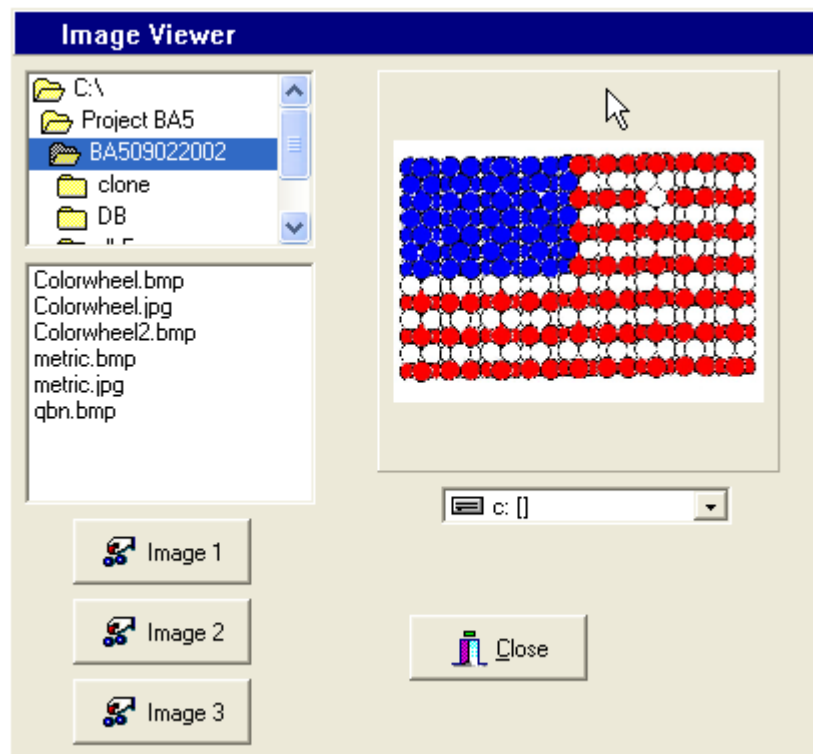 Image Viewer
C:\
Project BA5
BA509022002
clone
DB
Colorwheel.bmp
Colorwheel.jpg
Colorwheel2.bmp
metric.bmp
metric.jpg
qbn.bmp
c: []
Image 1
Image 2
Close
Image 3